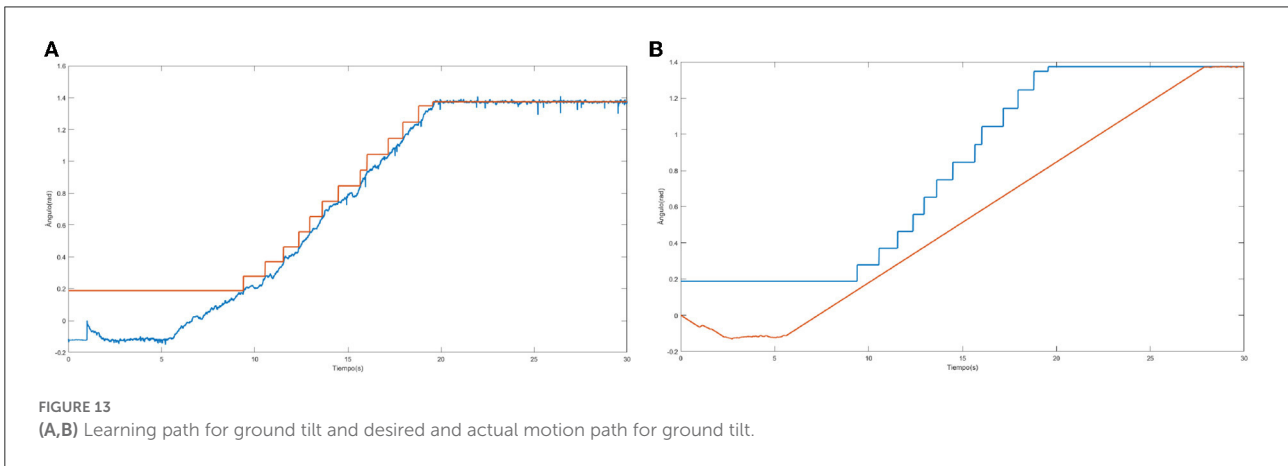 A
1.6
1.4
1.2
1
0.8
0.6
0.4
0.2
0
-0.2
Ángulo(rad)
0 5 10 15 20 25 30
Tiempo(s)
B
1.4
1.2
1
0.8
0.6
0.4
0.2
0
-0.2
Ángulo(rad)
0 5 10 15 20 25 30
Tiempo(s)
FIGURE 13
(A,B) Learning path for ground tilt and desired and actual motion path for ground tilt.